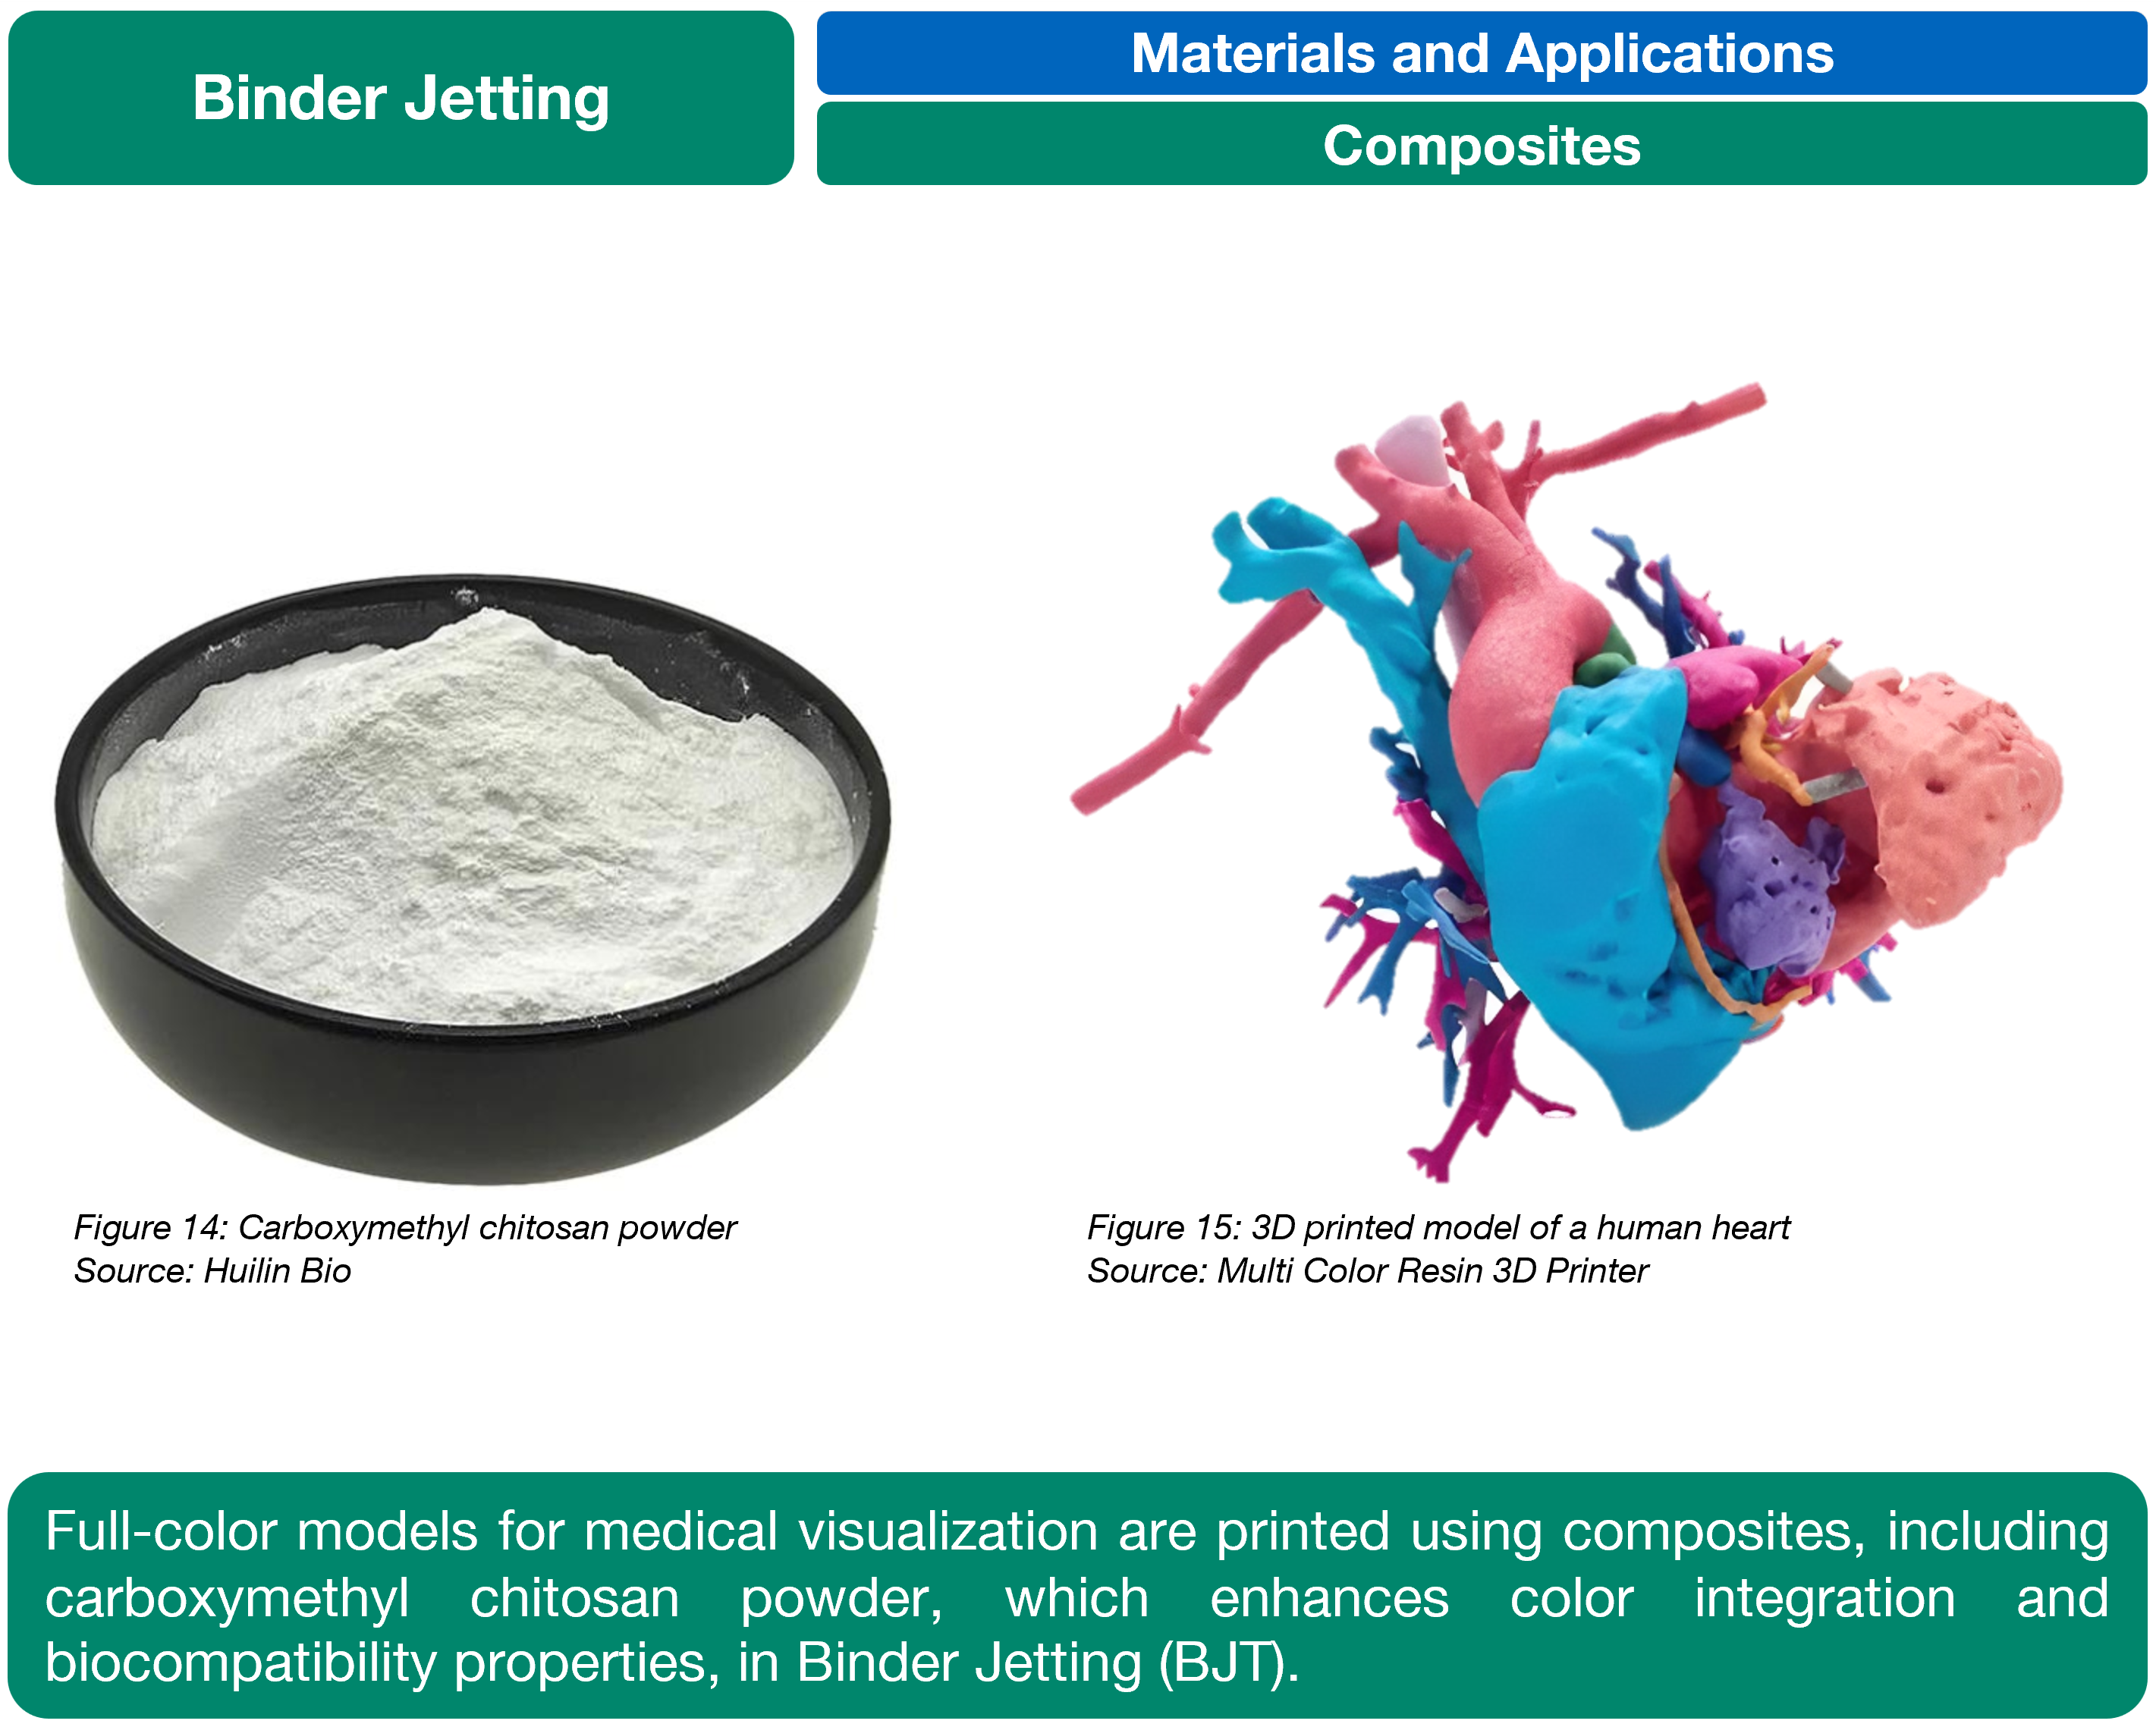 Binder Jetting
Materials and Applications
Composites
Figure 14: Carboxymethyl chitosan powder
Source: Huilin Bio
Figure 15: 3D printed model of a human heart
Source: Multi Color Resin 3D Printer
Full-color models for medical visualization are printed using composites, including
carboxymethyl chitosan powder, which enhances color integration and
biocompatibility properties, in Binder Jetting (BJT).